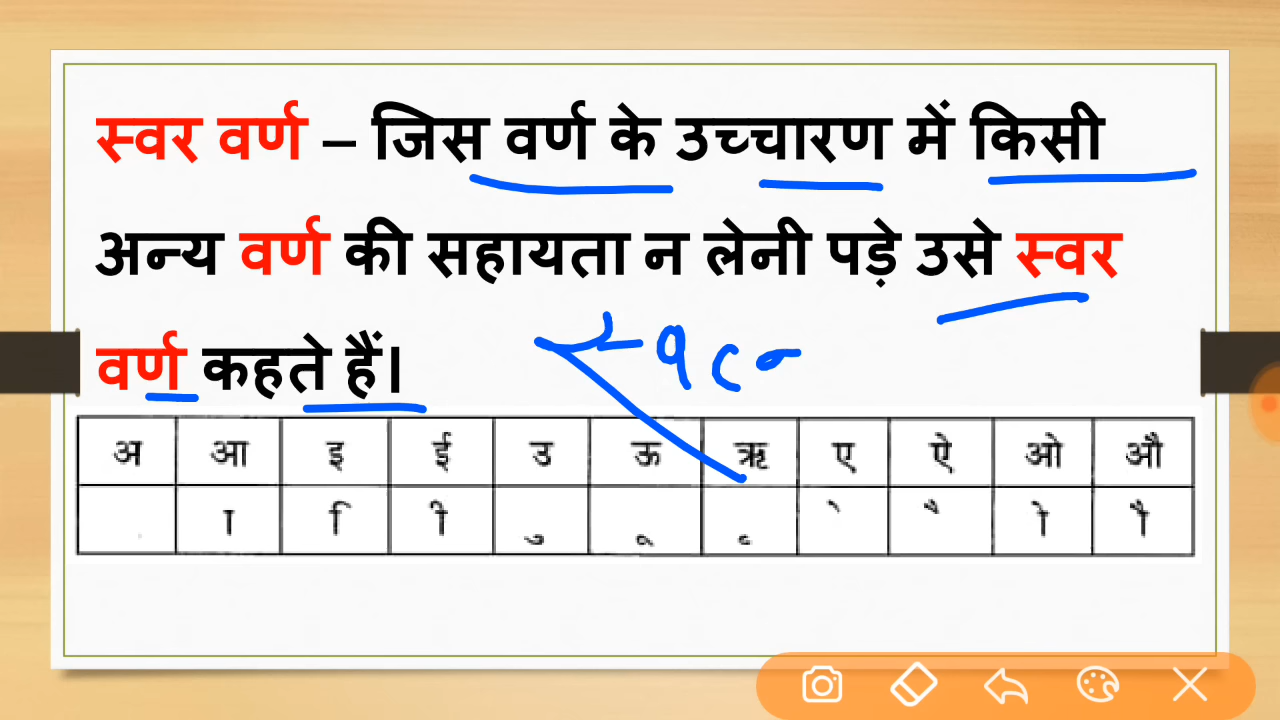 स्वर वर्ण – जिस वर्ण के उच्चारण में किसी
अन्य वर्ण की सहायता न लेनी पड़े उसे स्वर
वर्ण कहते हैं।
अ आ इ ई उ ऊ ऋ ए ऐ ओ औ
ा ि ी ु ू ृ े ै ो ौ